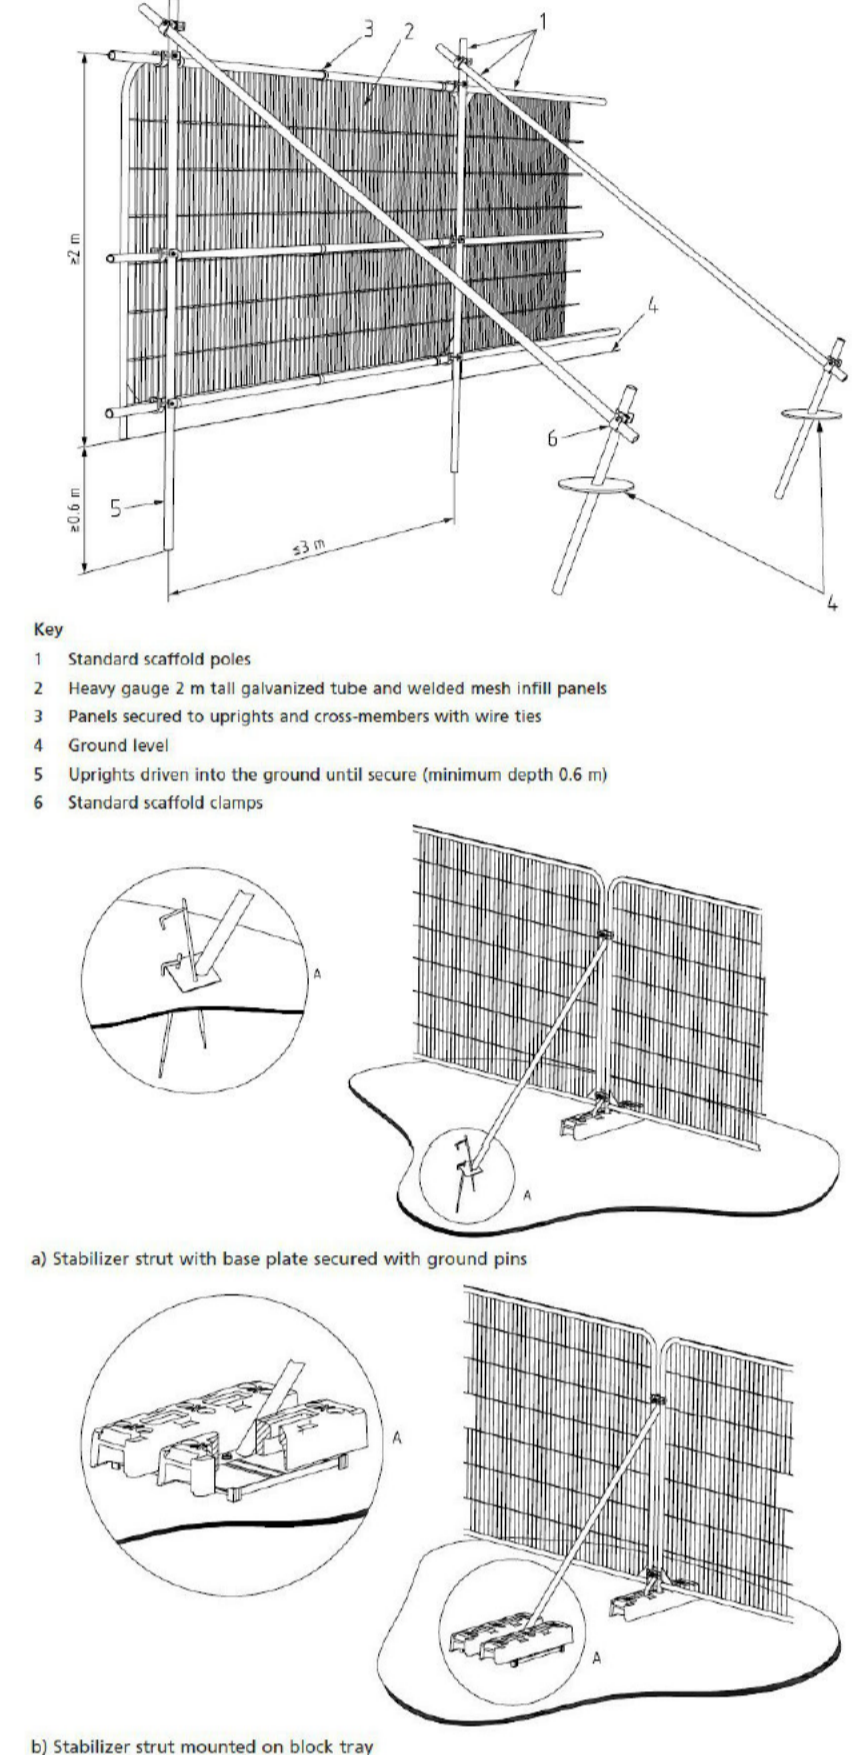 3
2
1
≥2 m
4
6
≥0.6 m
5
≤3 m
4
Key
1 Standard scaffold poles
2 Heavy gauge 2 m tall galvanized tube and welded mesh infill panels
3 Panels secured to uprights and cross-members with wire ties
4 Ground level
5 Uprights driven into the ground until secure (minimum depth 0.6 m)
6 Standard scaffold clamps
A
A
a) Stabilizer strut with base plate secured with ground pins
A
A
b) Stabilizer strut mounted on block tray